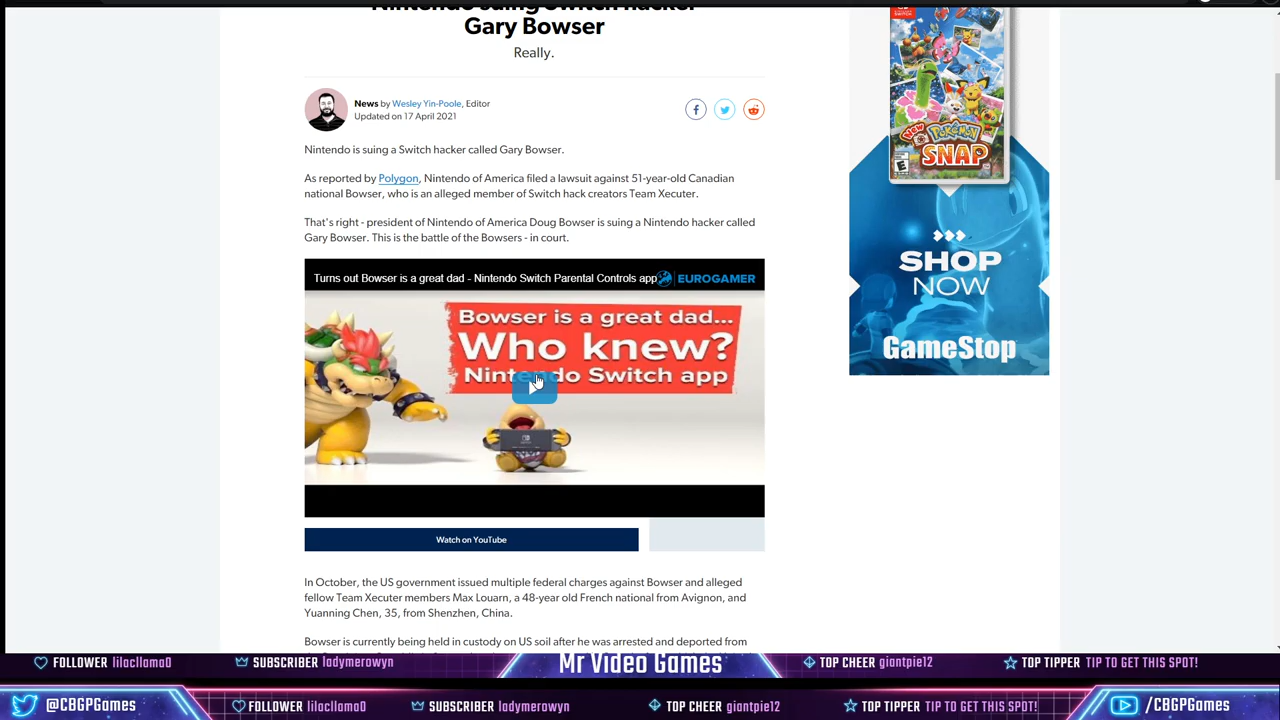 Nintendo suing Switch hacker
Gary Bowser
Really.
News by Wesley Yin-Poole, Editor
Updated on 17 April 2021
Nintendo is suing a Switch hacker called Gary Bowser.
As reported by Polygon, Nintendo of America filed a lawsuit against 51-year-old Canadian
national Bowser, who is an alleged member of Switch hack creators Team Xecuter.
That's right - president of Nintendo of America Doug Bowser is suing a Nintendo hacker called
Gary Bowser. This is the battle of the Bowsers - in court.
Turns out Bowser is a great dad - Nintendo Switch Parental Controls app
EUROGAMER
Bowser is a great dad...
Who knew?
Nintendo Switch app
Watch on YouTube
In October, the US government issued multiple federal charges against Bowser and alleged
fellow Team Xecuter members Max Louarn, a 48-year old French national from Avignon, and
Yuanning Chen, 35, from Shenzhen, China.
Bowser is currently being held in custody on US soil after he was arrested and deported from
New Pokémon
SNAP
E
SHOP
NOW
GameStop
FOLLOWER lilacllama0
SUBSCRIBER ladymerowyn
Mr Video Games
TOP CHEER giantpie12
TOP TIPPER TIP TO GET THIS SPOT!
@CBGPGames
FOLLOWER lilacllama0
SUBSCRIBER ladymerowyn
TOP CHEER giantpie12
TOP TIPPER TIP TO GET THIS SPOT!
/CBGPGames